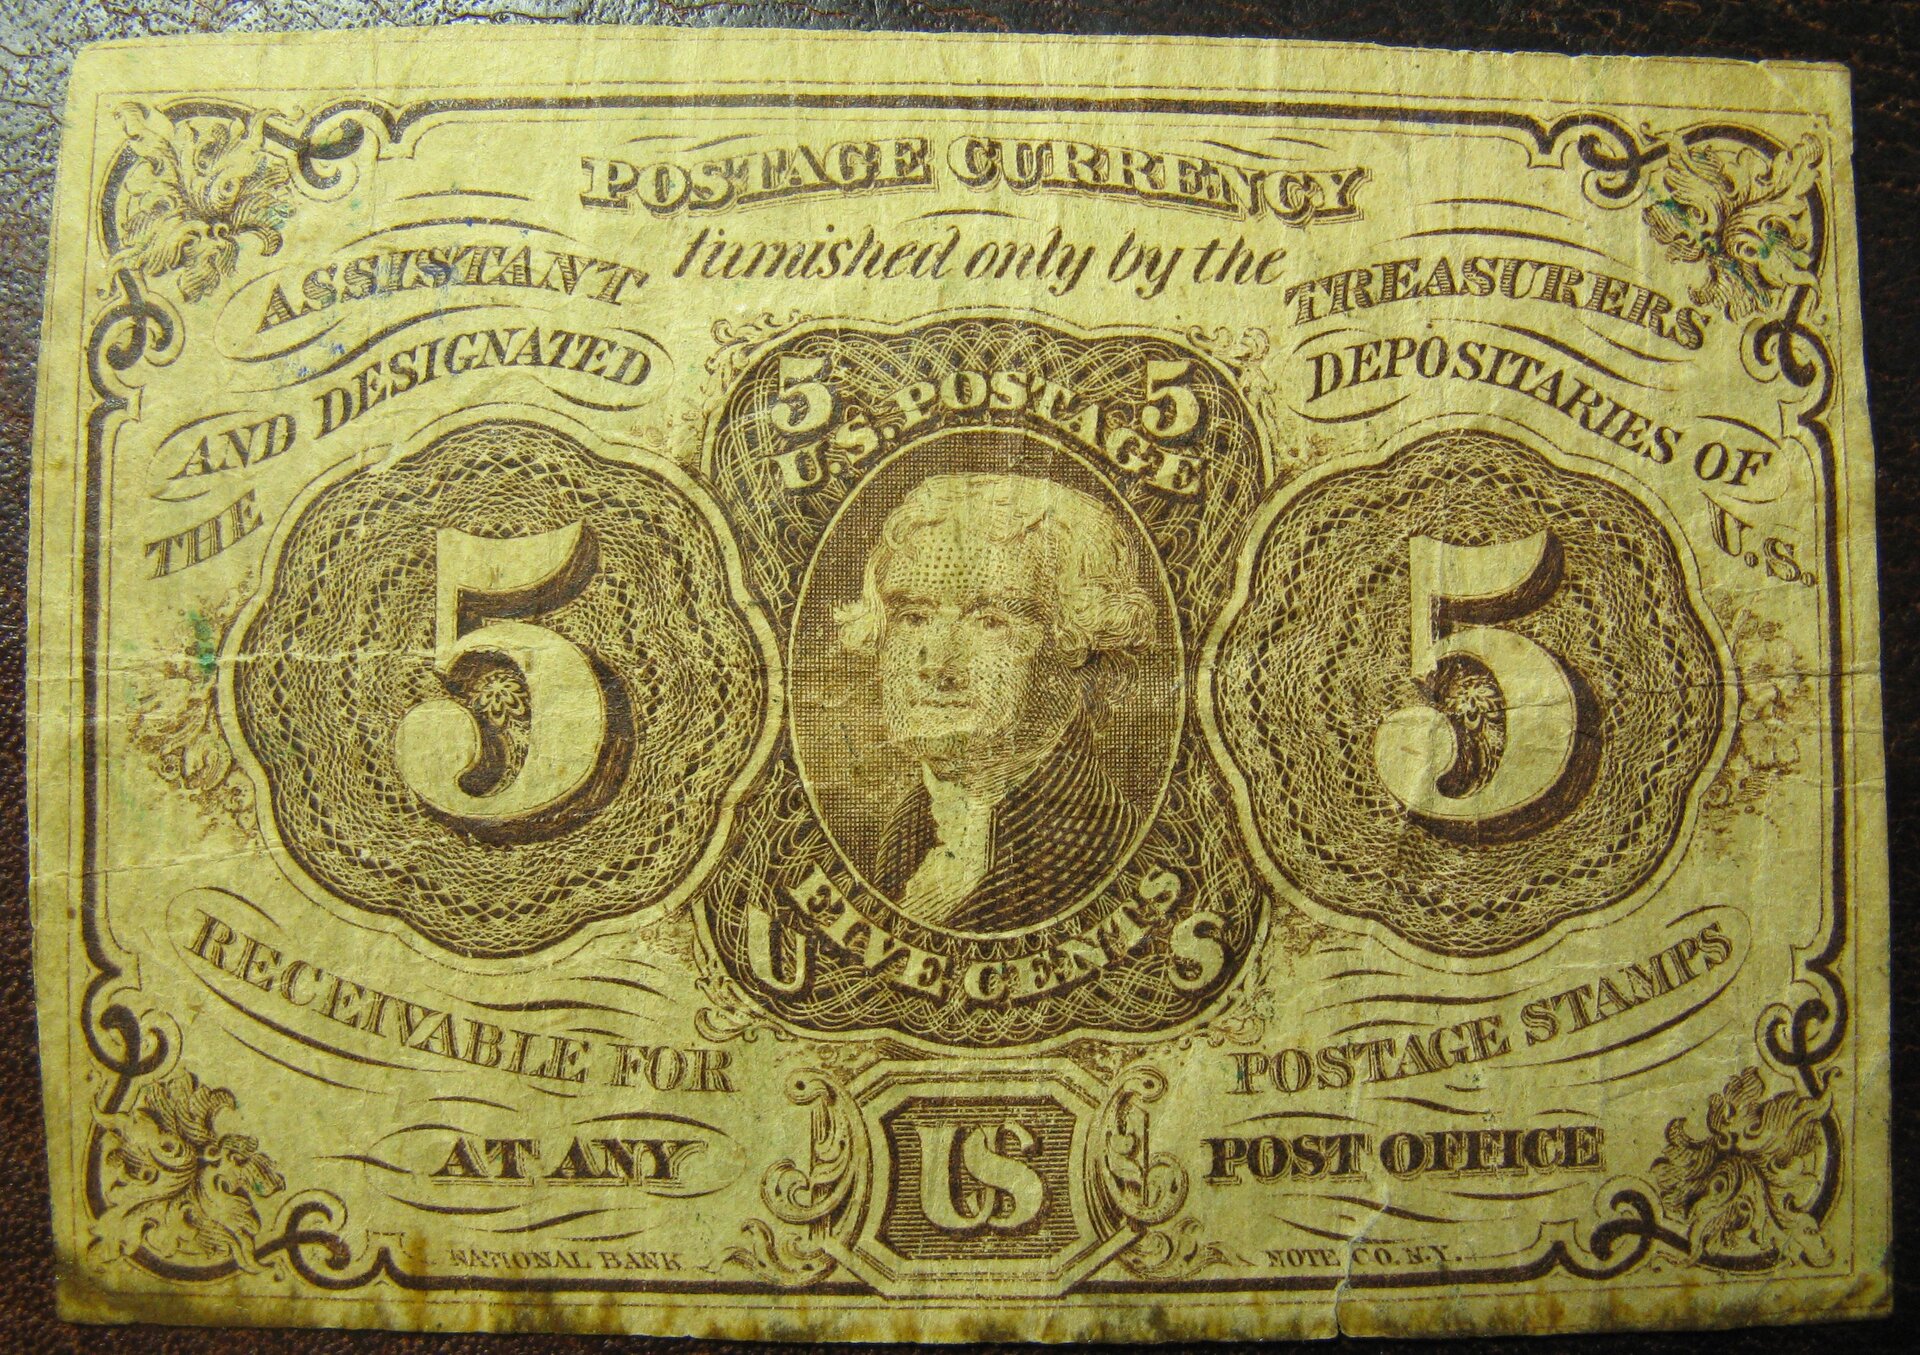 POSTAGE CURRENCY
furnished only by the
ASSISTANT TREASURERS
AND DESIGNATED DEPOSITARIES OF
THE U.S.
5 5
U.S. POSTAGE
5 5
FIVE CENTS
U S
RECEIVABLE FOR POSTAGE STAMPS
AT ANY US POST OFFICE
NATIONAL BANK NOTE CO. N.Y.